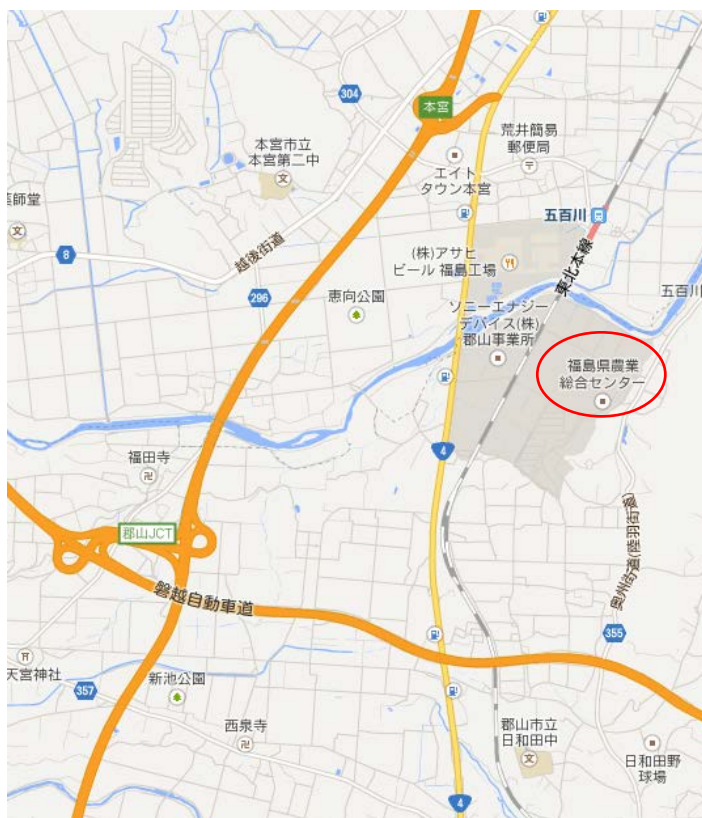 304
本宮
荒井簡易
郵便局
本宮市立
本宮第二中
エイト
タウン本宮
薬師堂
五百川
8
越後街道
(株)アサヒ
ビール 福島工場
東北本線
五百川
296
恵向公園
ソニーエナジー
デバイス(株)
郡山事業所
福島県農業
総合センター
4
福田寺
郡山JCT
奥州街道(陸羽街道)
磐越自動車道
355
天宮神社
357
新池公園
西泉寺
郡山市立
日和田中
日和田野
球場
4